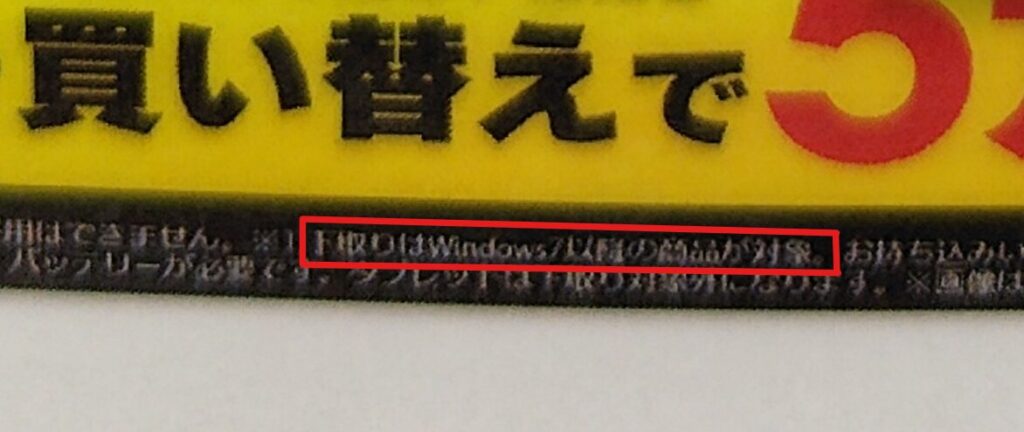 買い替えで5
用はできません。※1下取りはWindows7以降の商品が対象。お持ち込みい
バッテリーが必要です。タブレットは下取り対象外になります。※画像は